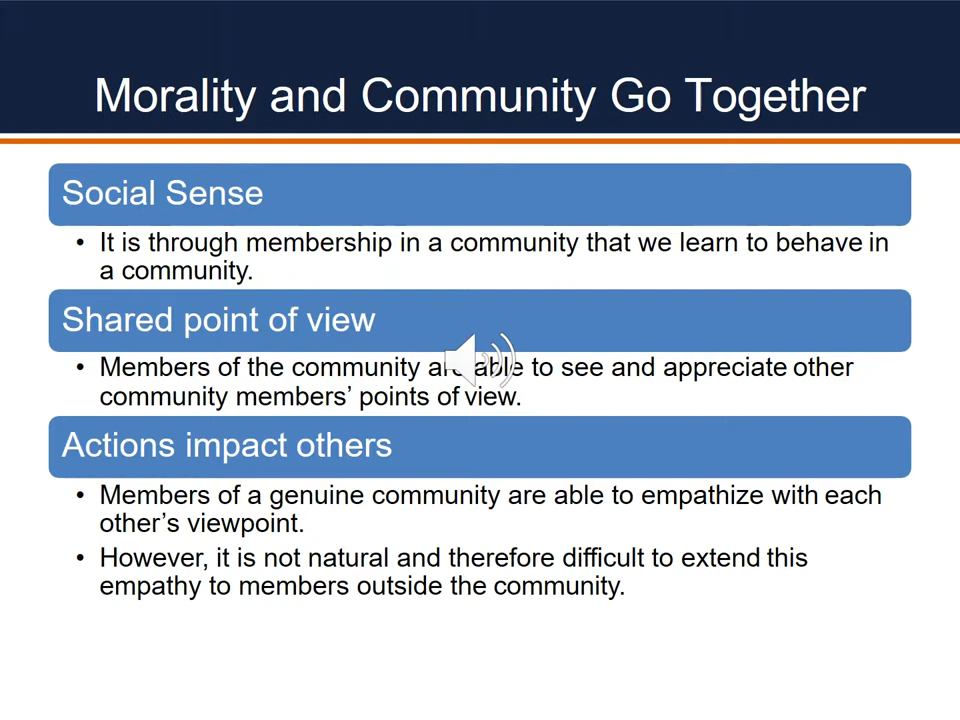 Morality and Community Go Together
Social Sense
• It is through membership in a community that we learn to behave in
a community.
Shared point of view
• Members of the community are able to see and appreciate other
community members’ points of view.
Actions impact others
• Members of a genuine community are able to empathize with each
other’s viewpoint.
• However, it is not natural and therefore difficult to extend this
empathy to members outside the community.